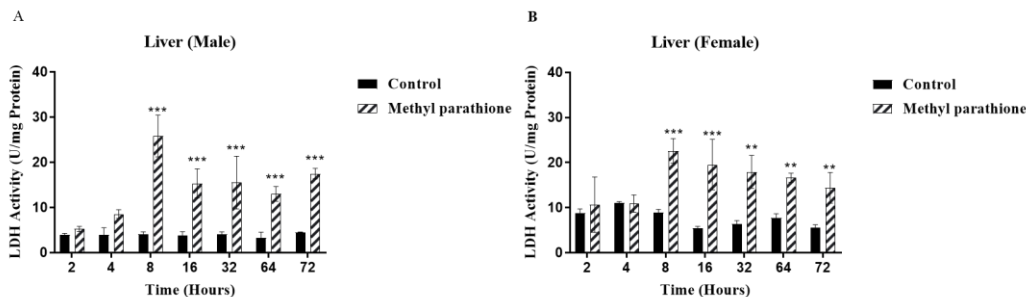 A
Liver (Male)
LDH Activity (U/mg Protein)
40
30
20
10
0
***
***
***
***
***
2 4 8 16 32 64 72
Time (Hours)
Control
Methyl parathione
B
Liver (Female)
LDH Activity (U/mg Protein)
40
30
20
10
0
***
***
**
**
**
2 4 8 16 32 64 72
Time (Hours)
Control
Methyl parathione